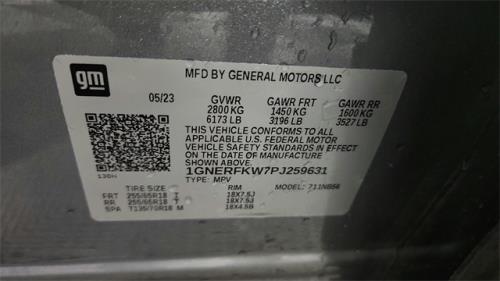 gm
MFD BY GENERAL MOTORS LLC
05/23 GVWR GAWR FRT GAWR RR
2800 KG 1450 KG 1600 KG
6173 LB 3196 LB 3527 LB
THIS VEHICLE CONFORMS TO ALL
APPLICABLE U.S. FEDERAL MOTOR
VEHICLE SAFETY STANDARDS IN EFFECT
ON THE DATE OF MANUFACTURE
SHOWN ABOVE.
1GNERFKW7PJ259631
TYPE: MPV MODEL:
TIRE SIZE RIM
FRT 255/65R18 T 18X7.5J
RR 255/65R18 T 18X7.5J
SPA T135/70R18 M 18X4.5B